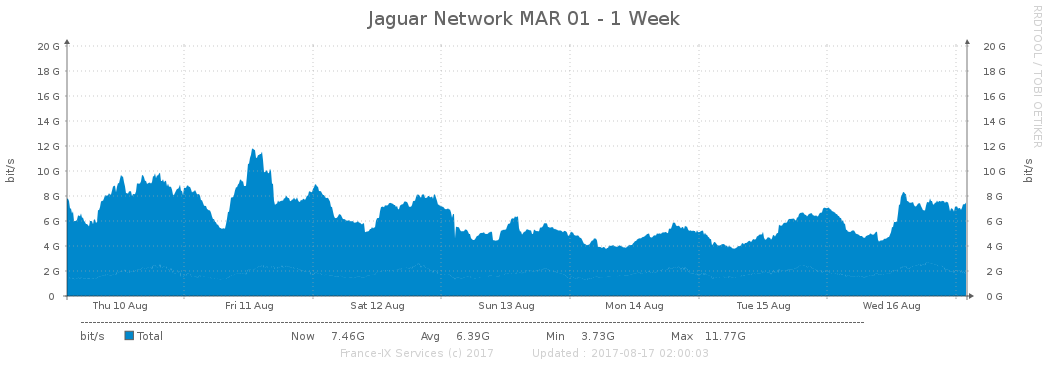 Jaguar Network MAR 01 - 1 Week
RRDTOOL / TOBI OETIKER
bit/s
bit/s
20 G 20 G
18 G 18 G
16 G 16 G
14 G 14 G
12 G 12 G
10 G 10 G
8 G 8 G
6 G 6 G
4 G 4 G
2 G 2 G
0 0 G
Thu 10 Aug Fri 11 Aug Sat 12 Aug Sun 13 Aug Mon 14 Aug Tue 15 Aug Wed 16 Aug
bit/s Total Now 7.46G Avg 6.39G Min 3.73G Max 11.77G
France-IX Services (c) 2017 Updated : 2017-08-17 02:00:03